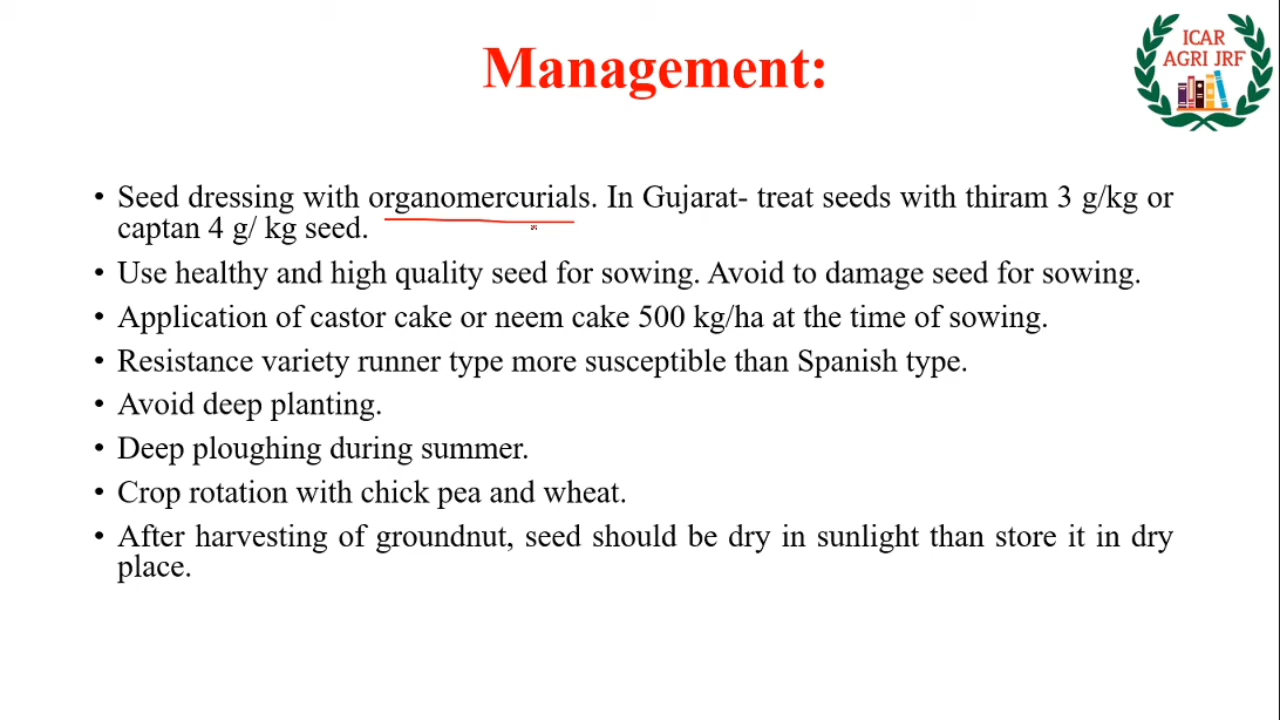 ICAR
AGRI JRF
Management:
• Seed dressing with organomercurials. In Gujarat- treat seeds with thiram 3 g/kg or
captan 4 g/ kg seed.
• Use healthy and high quality seed for sowing. Avoid to damage seed for sowing.
• Application of castor cake or neem cake 500 kg/ha at the time of sowing.
• Resistance variety runner type more susceptible than Spanish type.
• Avoid deep planting.
• Deep ploughing during summer.
• Crop rotation with chick pea and wheat.
• After harvesting of groundnut, seed should be dry in sunlight than store it in dry
place.